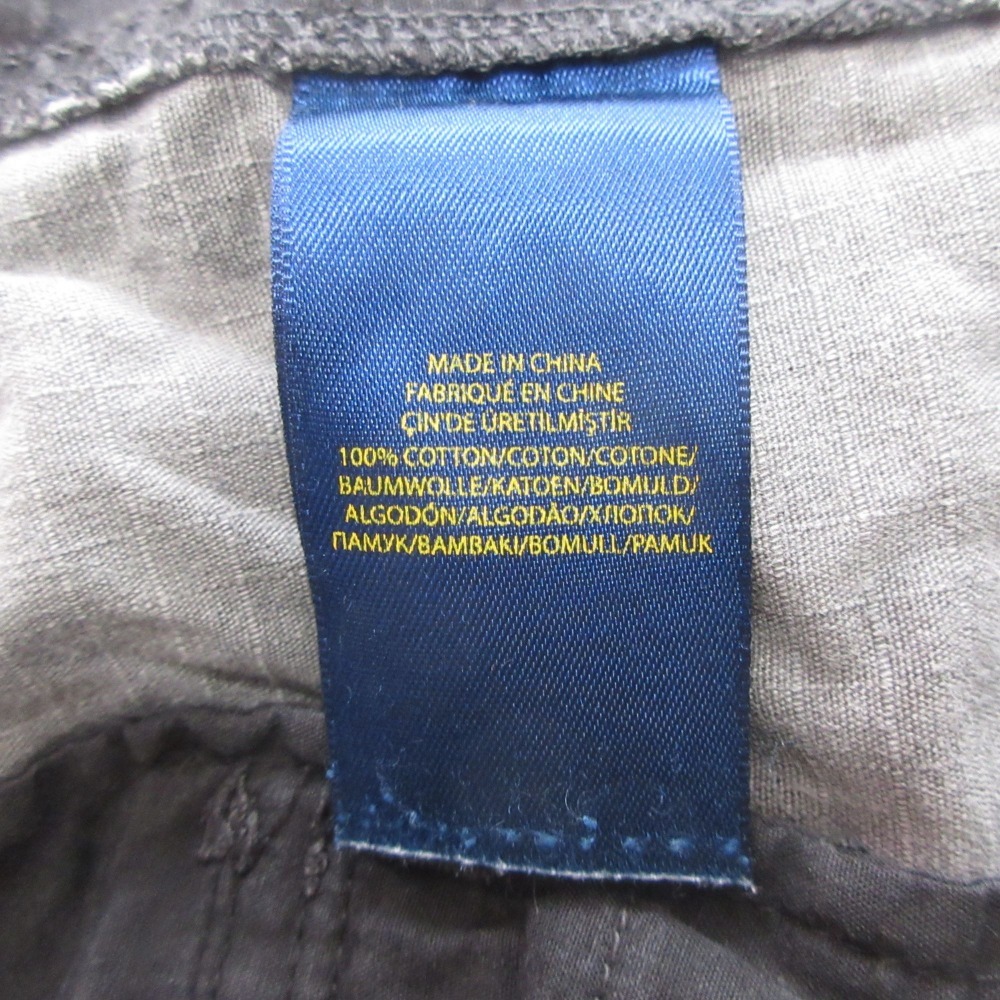 MADE IN CHINA
FABRIQUÉ EN CHINE
ÇIN'DE ÜRETILMIŞTIR
100% COTTON/COTON/COTONE/
BAUMWOLLE/KATOEN/BOMULD/
ALGODÓN/ALGODÃO/ХЛОПОК/
ПАМУК/BAMBAKI/BOMULL/PAMUK